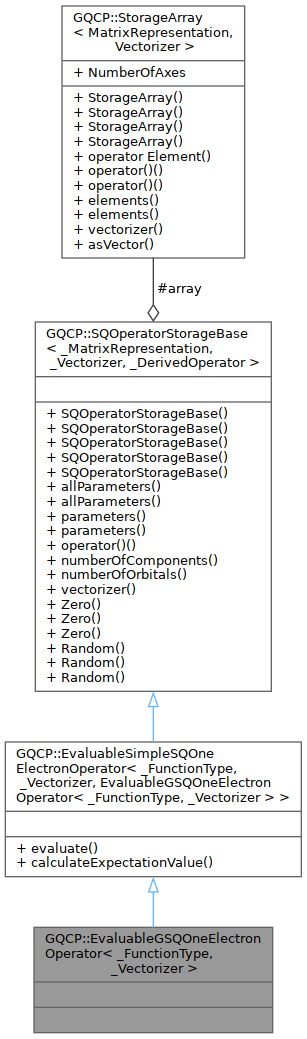 GQCP::StorageArray
< MatrixRepresentation,
Vectorizer >
+ NumberOfAxes
+ StorageArray()
+ StorageArray()
+ StorageArray()
+ StorageArray()
+ operator Element()
+ operator()()
+ operator()()
+ elements()
+ elements()
+ vectorizer()
+ asVector()
#array
GQCP::SQOperatorStorageBase
< _MatrixRepresentation,
_Vectorizer, _DerivedOperator >
+ SQOperatorStorageBase()
+ SQOperatorStorageBase()
+ SQOperatorStorageBase()
+ SQOperatorStorageBase()
+ SQOperatorStorageBase()
+ allParameters()
+ allParameters()
+ parameters()
+ parameters()
+ operator()()
+ numberOfComponents()
+ numberOfOrbitals()
+ vectorizer()
+ Zero()
+ Zero()
+ Zero()
+ Random()
+ Random()
+ Random()
GQCP::EvaluableSimpleSQOne
ElectronOperator< _FunctionType,
_Vectorizer, EvaluableGSQOneElectron
Operator< _FunctionType, _Vectorizer > >
+ evaluate()
+ calculateExpectationValue()
GQCP::EvaluableGSQOneElectron
Operator< _FunctionType,
_Vectorizer >